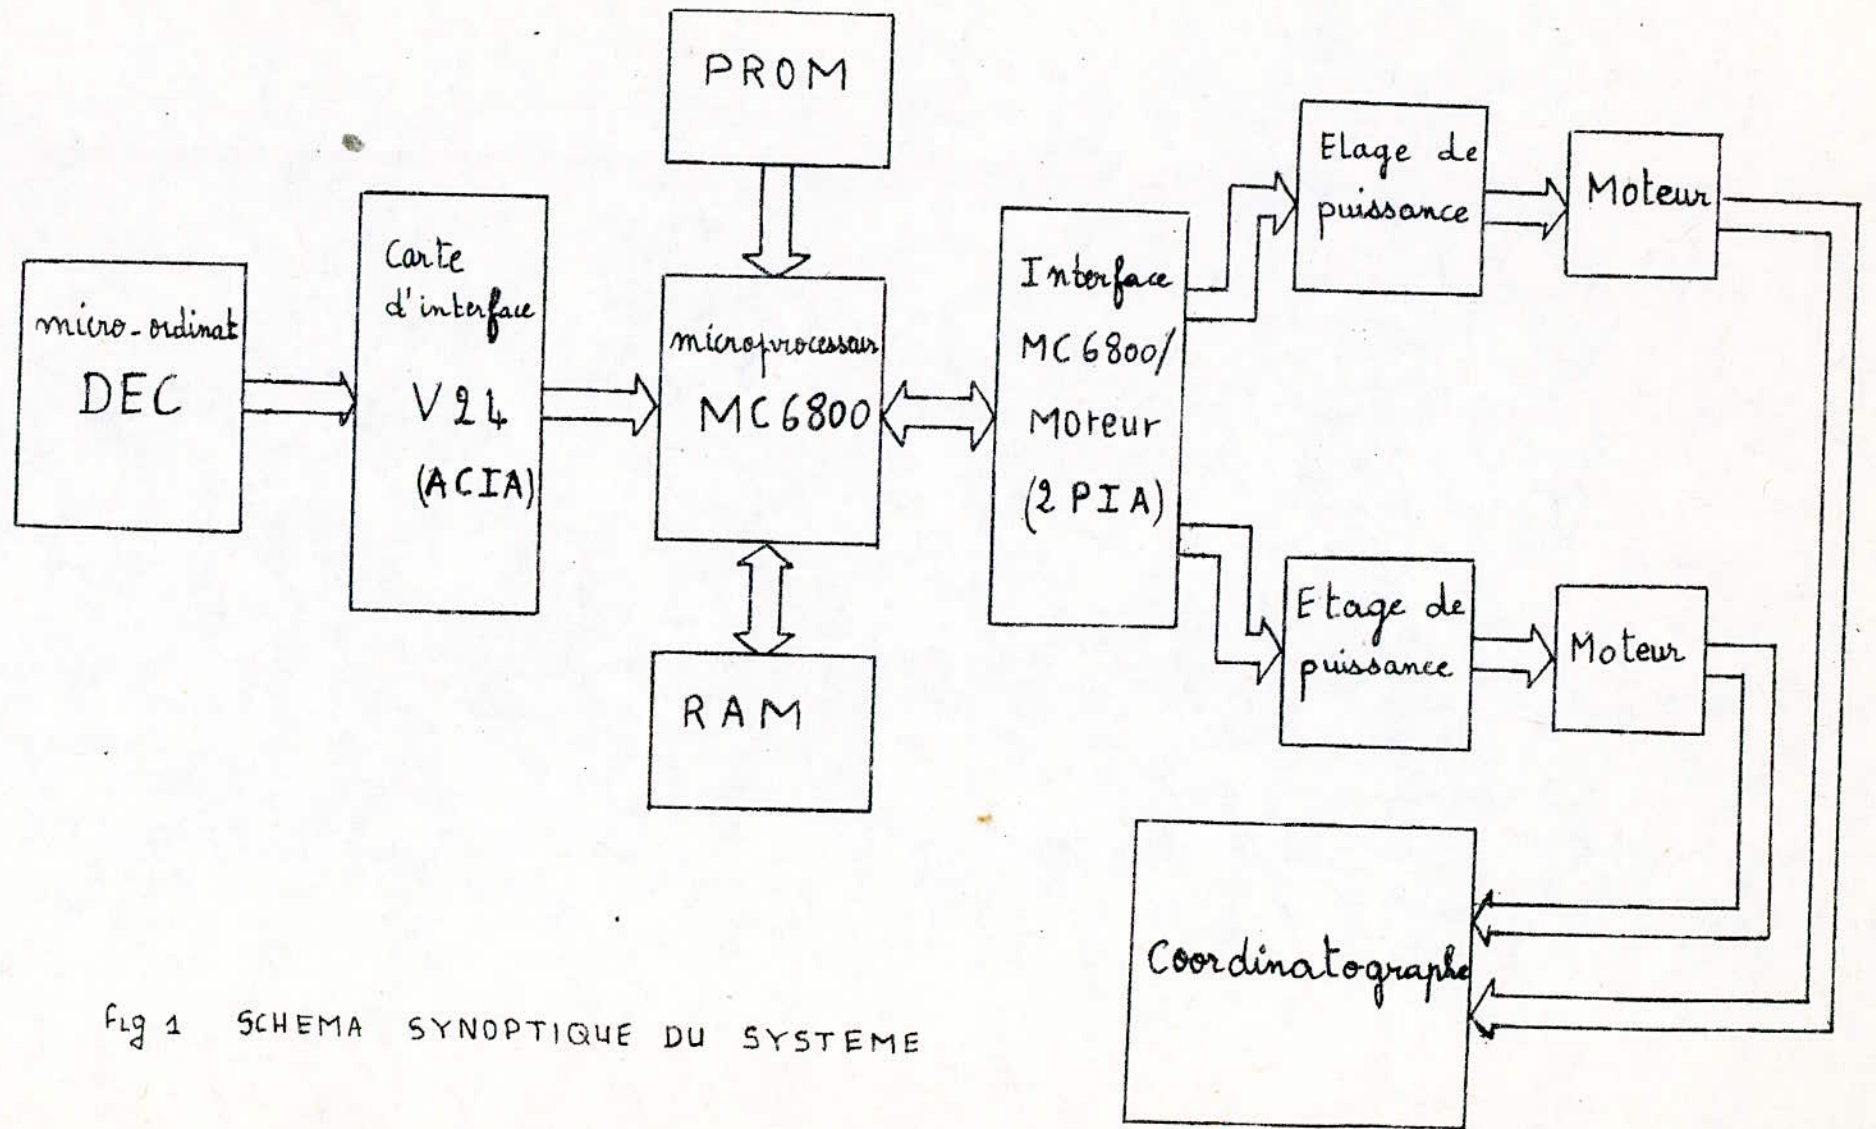 PROM
micro-ordinat
DEC
Carte
d'interface
V24
(ACIA)
microprocesseur
MC6800
RAM
Interface
MC6800/
Moteur
(2 PIA)
Etage de
puissance
Moteur
Etage de
puissance
Moteur
Coordinatographe
Fig 1 SCHEMA SYNOPTIQUE DU SYSTEME